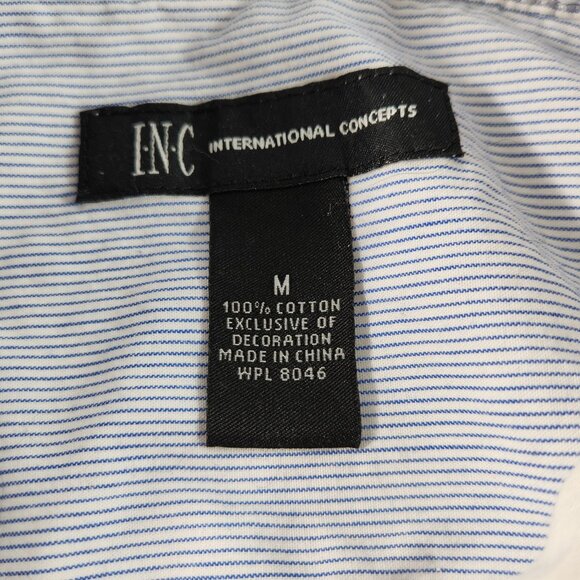 I·N·C INTERNATIONAL CONCEPTS
M
100% COTTON
EXCLUSIVE OF
DECORATION
MADE IN CHINA
WPL 8046